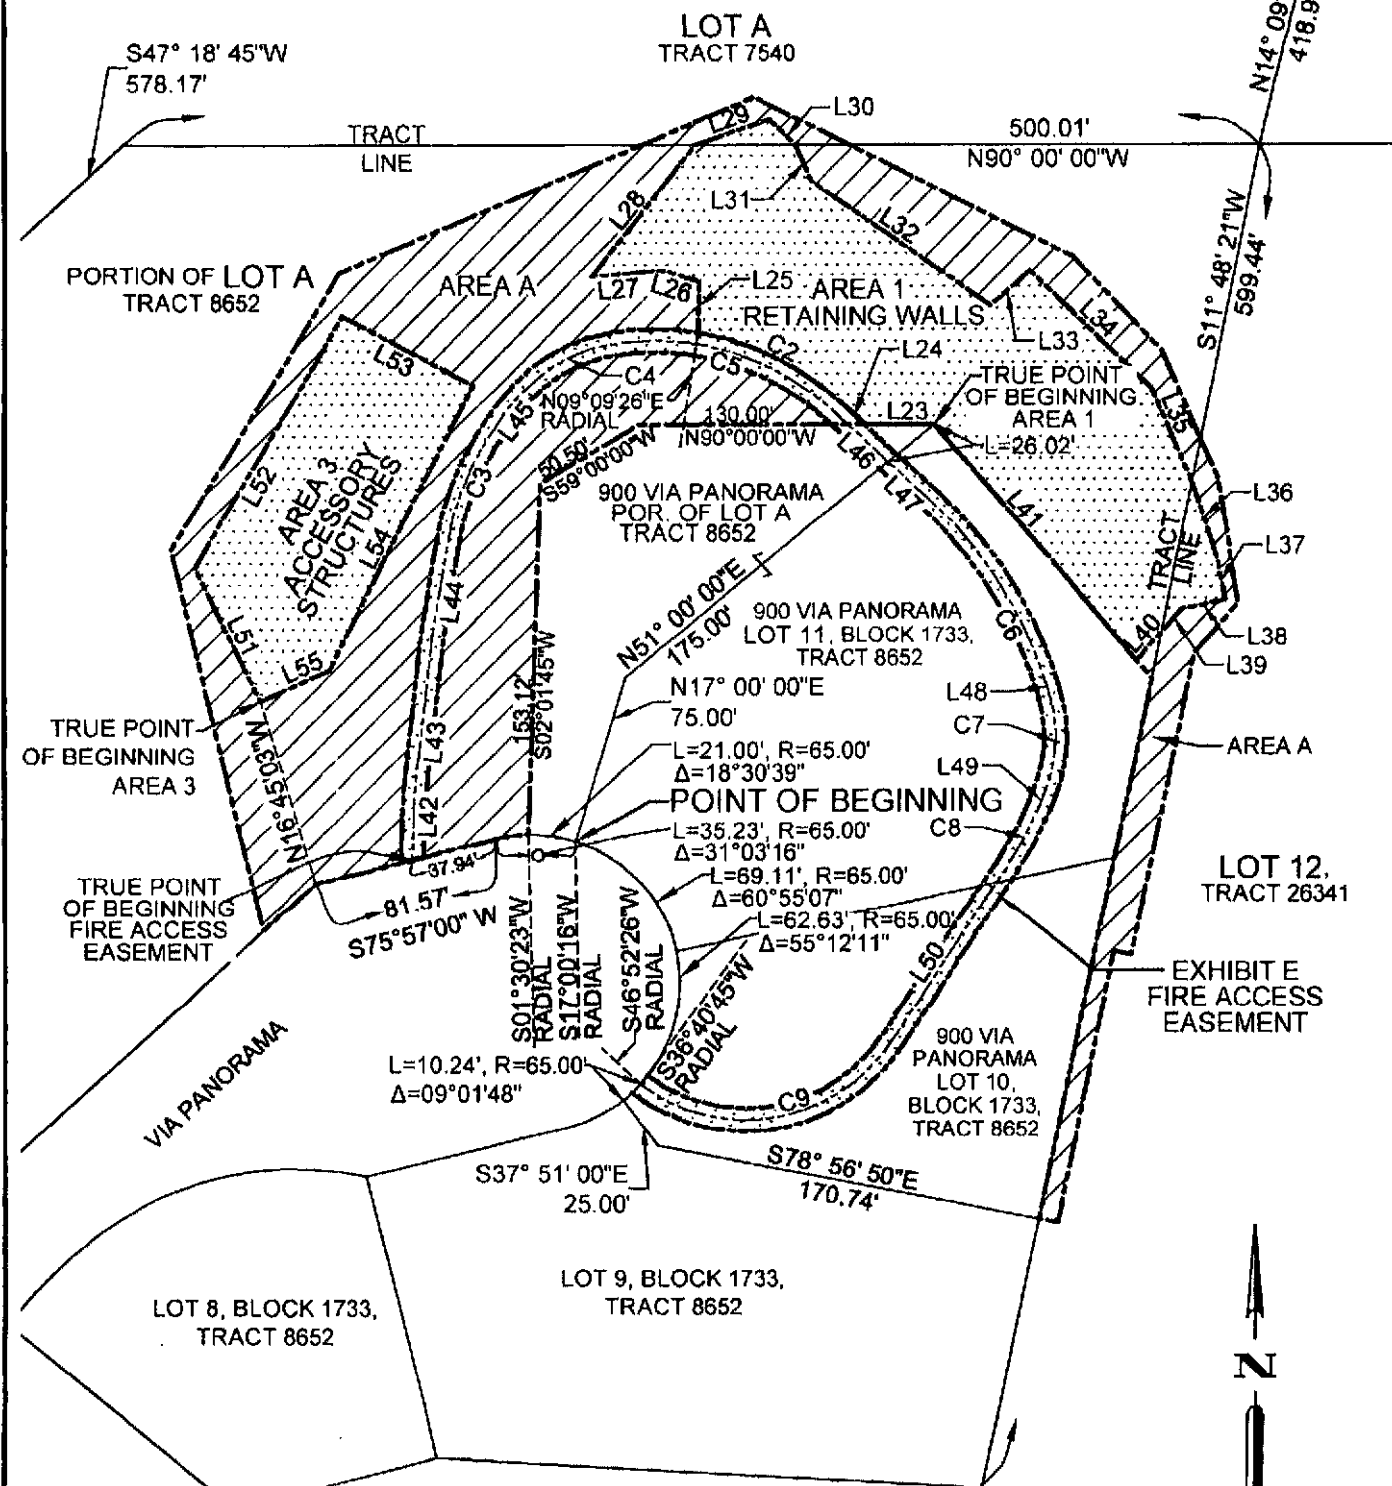 LOT A
TRACT 7540
S47° 18' 45"W
578.17'
N14° 09
418.9
TRACT
LINE
L29
L30
500.01'
N90° 00' 00"W
L31
L28
L32
S11° 48' 21"W
599.44'
PORTION OF LOT A
TRACT 8652
AREA A
L27
L26
L25
AREA 1
RETAINING WALLS
L34
L33
C2
L24
L53
C5
C4
N09°09'26"E
RADIAL
TRUE POINT
OF BEGINNING
AREA 1
L35
L45
130.00'
N90°00'00"W
L23
L=26.02'
L46
50.50'
S59°00'00"W
L52
AREA 3
ACCESSORY
STRUCTURES
C3
L47
L41
L36
900 VIA PANORAMA
POR. OF LOT A
TRACT 8652
L54
TRACT
LINE
L37
L44
N51° 00' 00"E
175.00'
900 VIA PANORAMA
LOT 11, BLOCK 1733,
TRACT 8652
C6
L51
L40
L38
L39
L55
N17° 00' 00"E
75.00'
L48
C7
153.12'
S02°01'45"W
TRUE POINT
OF BEGINNING
AREA 3
L43
L=21.00', R=65.00'
Δ=18°30'39"
AREA A
L49
N16°45'03"W
POINT OF BEGINNING
L42
L=35.23', R=65.00'
Δ=31°03'16"
C8
37.94'
L=69.11', R=65.00'
Δ=60°55'07"
LOT 12,
TRACT 26341
TRUE POINT
OF BEGINNING
FIRE ACCESS
EASEMENT
81.57'
S75°57'00" W
L=62.63', R=65.00'
Δ=55°12'11"
S01°30'23"W
RADIAL
S17°00'16"W
RADIAL
S46°52'26"W
RADIAL
S36°40'45"W
RADIAL
L50
EXHIBIT E
FIRE ACCESS
EASEMENT
VIA PANORAMA
L=10.24', R=65.00'
Δ=09°01'48"
900 VIA
PANORAMA
LOT 10,
BLOCK 1733,
TRACT 8652
C9
S37° 51' 00"E
25.00'
S78° 56' 50"E
170.74'
LOT 8, BLOCK 1733,
TRACT 8652
LOT 9, BLOCK 1733,
TRACT 8652
N